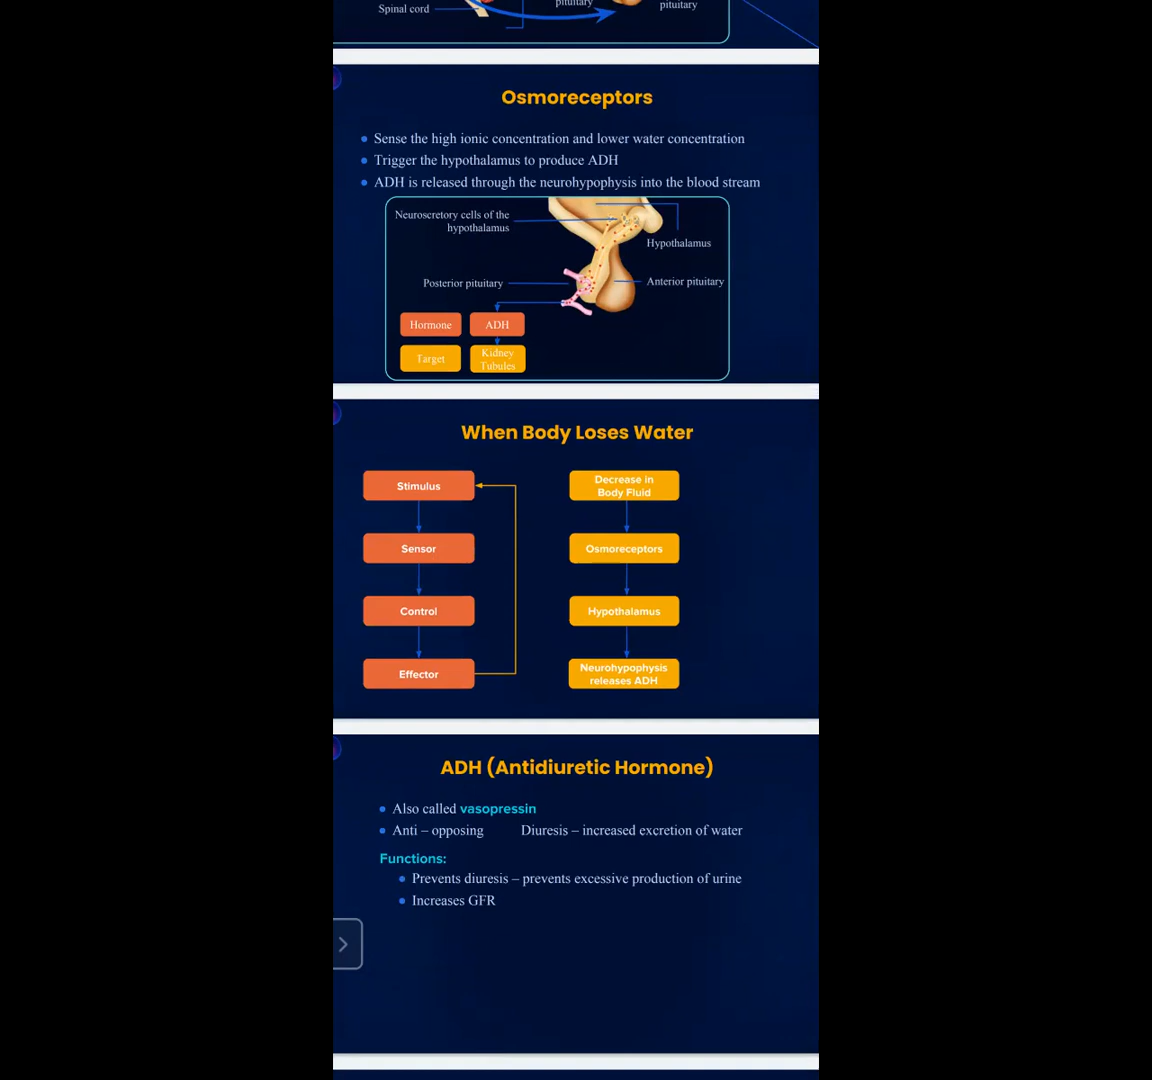 pituitary
pituitary
Spinal cord
Osmoreceptors
Sense the high ionic concentration and lower water concentration
Trigger the hypothalamus to produce ADH
ADH is released through the neurohypophysis into the blood stream
Neuroscretory cells of the
hypothalamus
Hypothalamus
Posterior pituitary
Anterior pituitary
Hormone
ADH
Target
Kidney
Tubules
When Body Loses Water
Stimulus
Sensor
Control
Effector
Decrease in
Body Fluid
Osmoreceptors
Hypothalamus
Neurohypophysis
releases ADH
ADH (Antidiuretic Hormone)
Also called vasopressin
Anti – opposing Diuresis – increased excretion of water
Functions:
Prevents diuresis – prevents excessive production of urine
Increases GFR